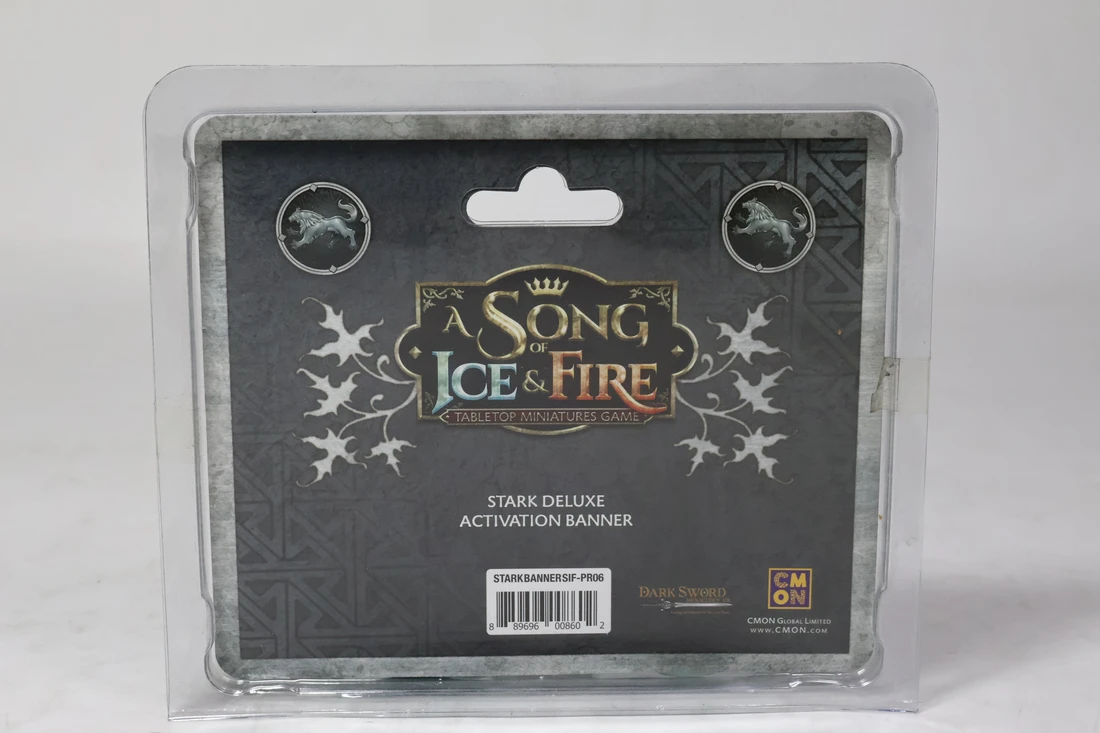 A SONG
OF
ICE & FIRE
TABLETOP MINIATURES GAME
STARK DELUXE
ACTIVATION BANNER
STARKBANNERSIF-PR06
8 89696 00860 2
DARK SWORD
CMON
CMON GLOBAL LIMITED
WWW.CMON.COM